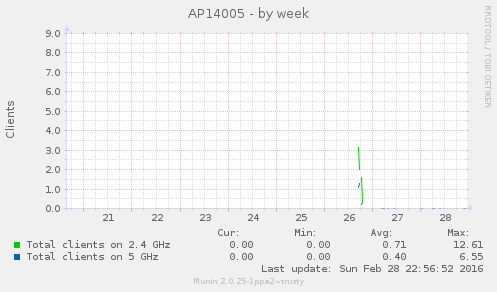 AP14005 - by week
RRDTOOL / TOBI OETIKER
Clients
9.0
8.0
7.0
6.0
5.0
4.0
3.0
2.0
1.0
0.0
21 22 23 24 25 26 27 28
Cur: Min: Avg: Max:
Total clients on 2.4 GHz 0.00 0.00 0.71 12.61
Total clients on 5 GHz 0.00 0.00 0.40 6.55
Last update: Sun Feb 28 22:56:52 2016
Munin 2.0.25-1ppa2~trusty